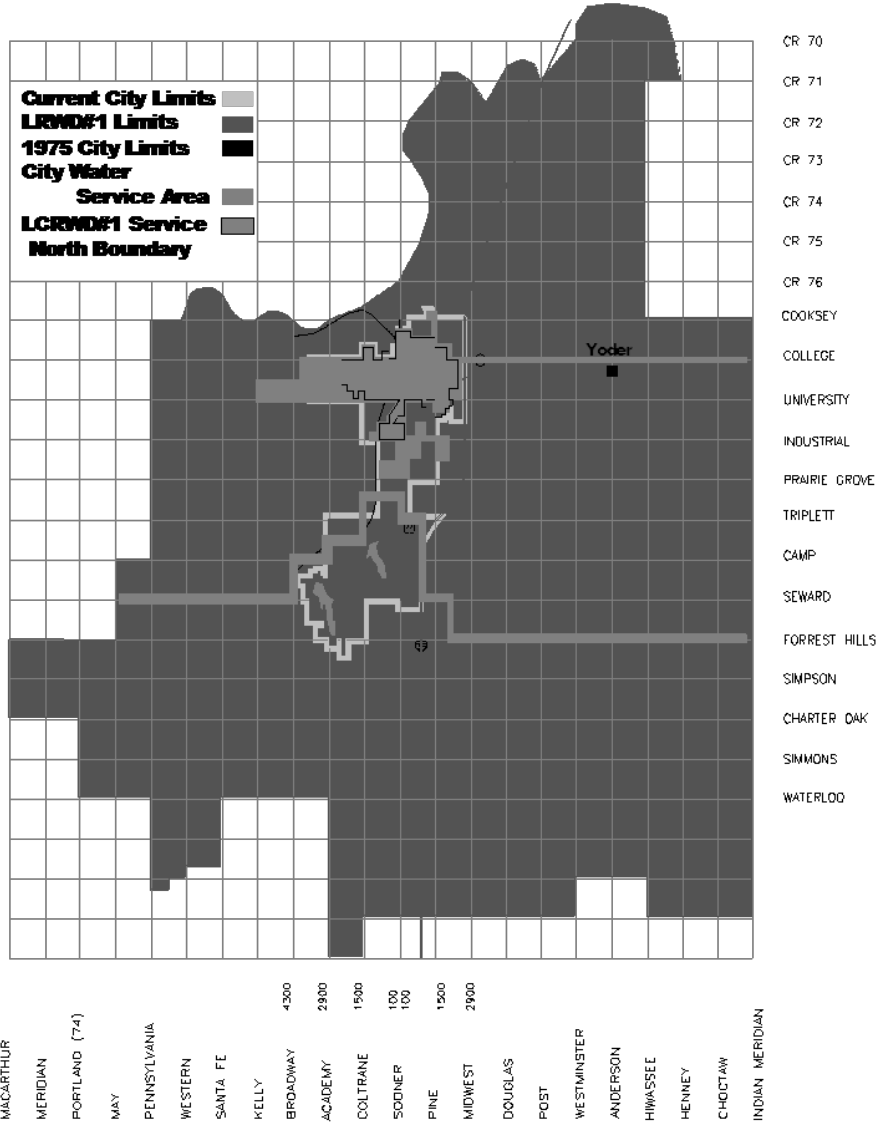 CR 70
CR 71
Current City Limits
LRWD#1 Limits
CR 72
1975 City Limits
City Water
CR 73
Service Area
CR 74
LCRWD#1 Service
North Boundary
CR 75
CR 76
COOKSEY
Yoder
COLLEGE
UNIVERSITY
INDUSTRIAL
PRAIRIE GROVE
TRIPLETT
CAMP
SEWARD
FORREST HILLS
SIMPSON
CHARTER OAK
SIMMONS
WATERLOO
4300
2900
1500
100
100
1500
2900
MACARTHUR
MERIDIAN
PORTLAND (74)
MAY
PENNSYLVANIA
WESTERN
SANTA FE
KELLY
BROADWAY
ACADEMY
COLTRANE
SOONER
PINE
MIDWEST
DOUGLAS
POST
WESTMINSTER
ANDERSON
HIWASSEE
HENNEY
CHOCTAW
INDIAN MERIDIAN